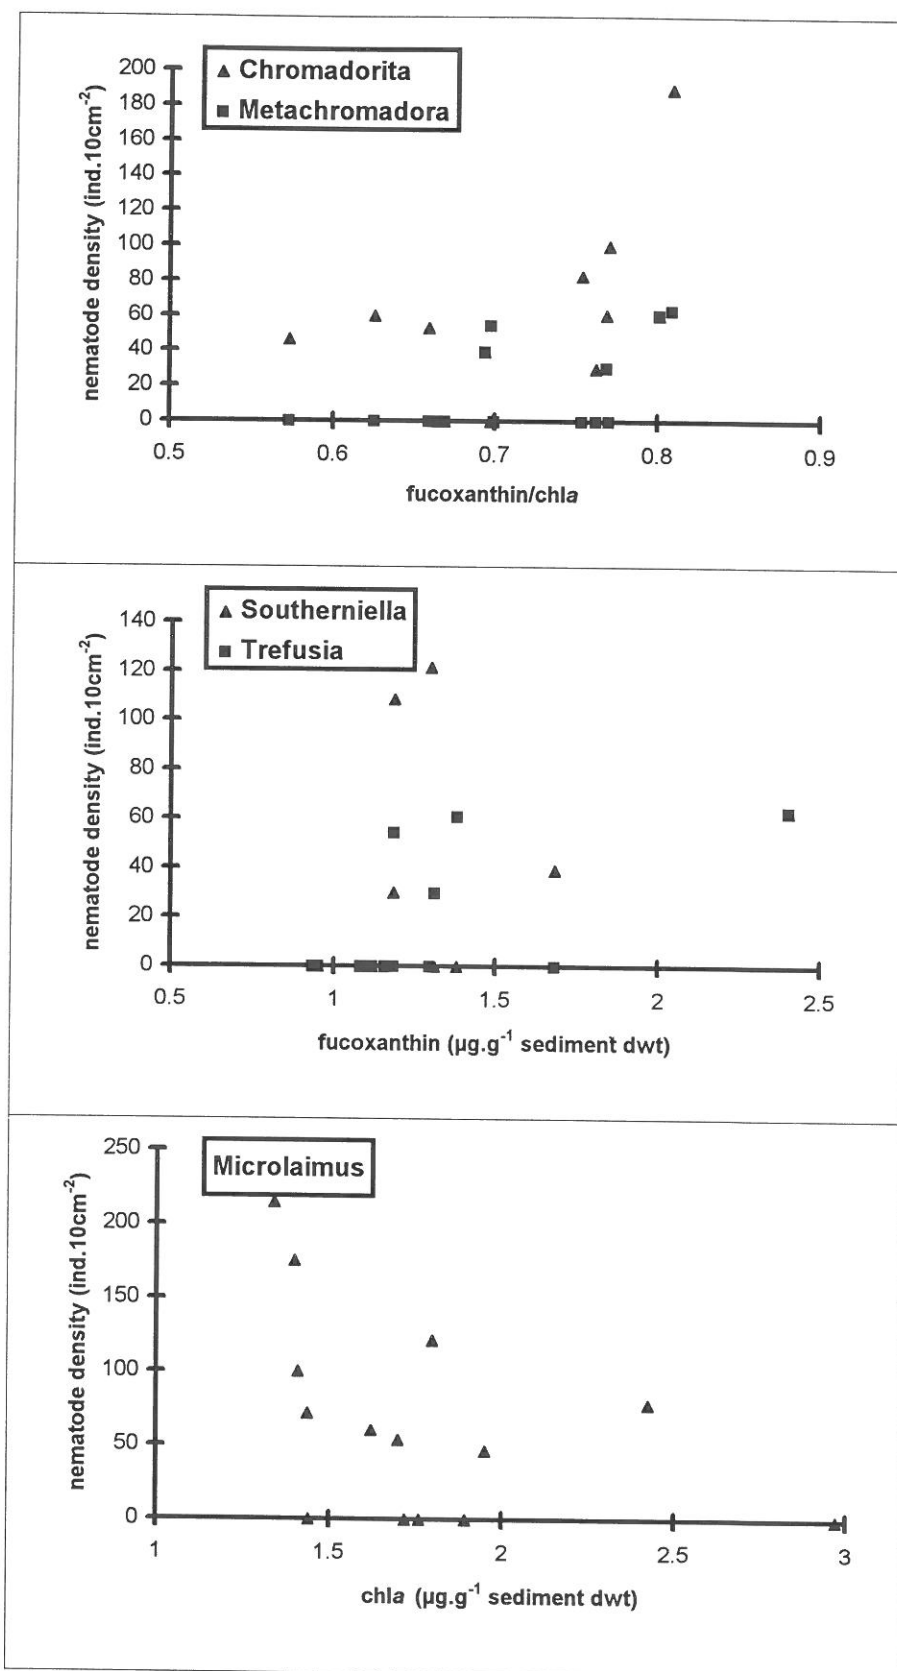 Chromadorita
Metachromadora
nematode density (ind.10cm-2)
200
180
160
140
120
100
80
60
40
20
0
0.5 0.6 0.7 0.8 0.9
fucoxanthin/chla
Southerniella
Trefusia
nematode density (ind.10cm-2)
140
120
100
80
60
40
20
0
0.5 1 1.5 2 2.5
fucoxanthin (µg.g-1 sediment dwt)
Microlaimus
nematode density (ind.10cm-2)
250
200
150
100
50
0
1 1.5 2 2.5 3
chla (µg.g-1 sediment dwt)